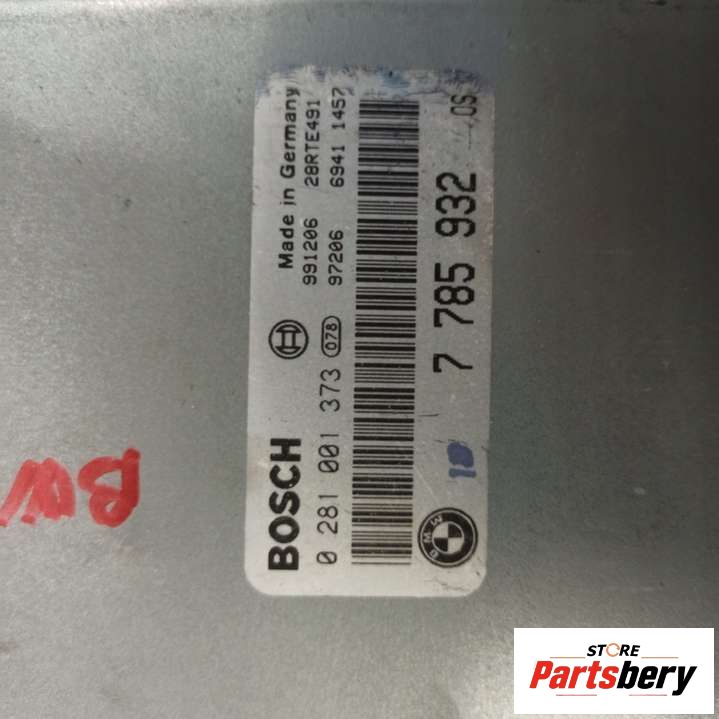 BOSCH
Made in Germany
0 281 001 373
991206 28RTE491
078
97206 6941 1457
7 785 932
BMW
STORE
Partsbery